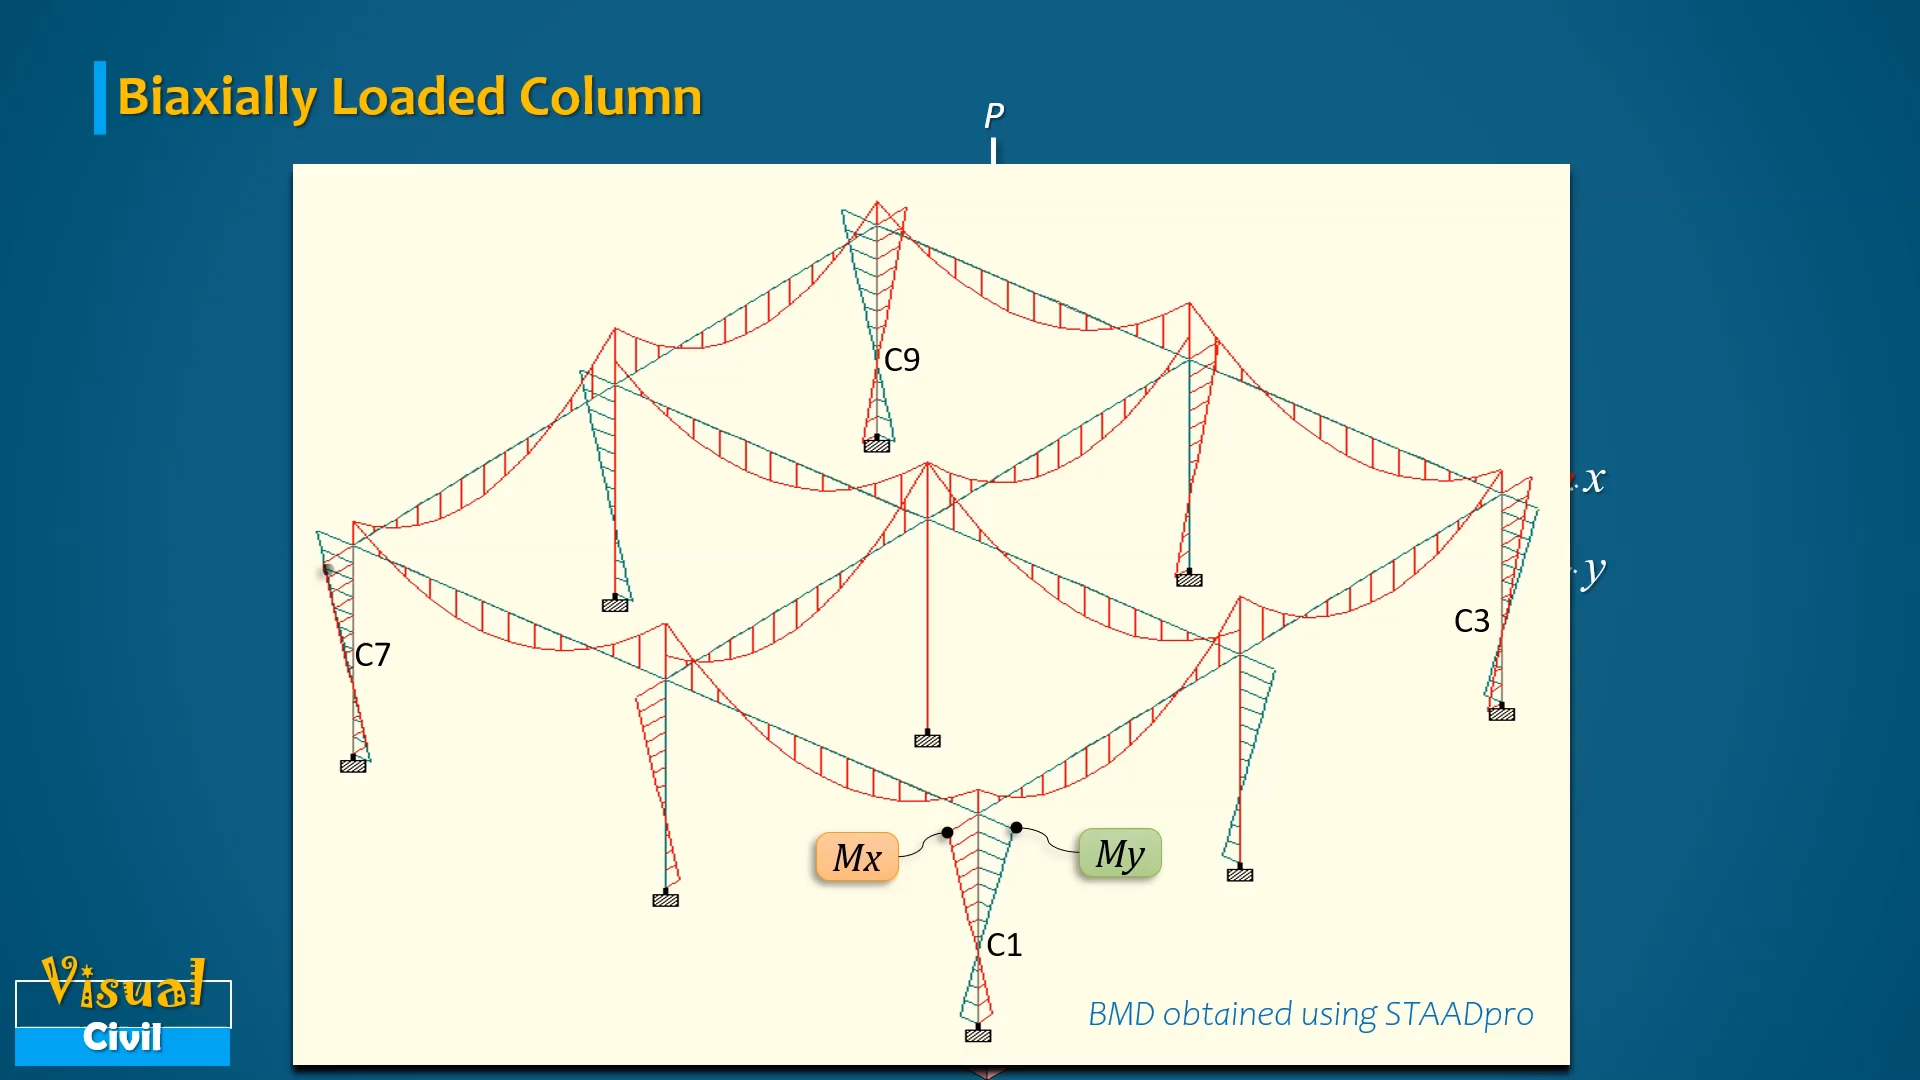 Biaxially Loaded Column
P
C9
x
y
C3
C7
Mx
My
C1
BMD obtained using STAADpro
Visual
Civil